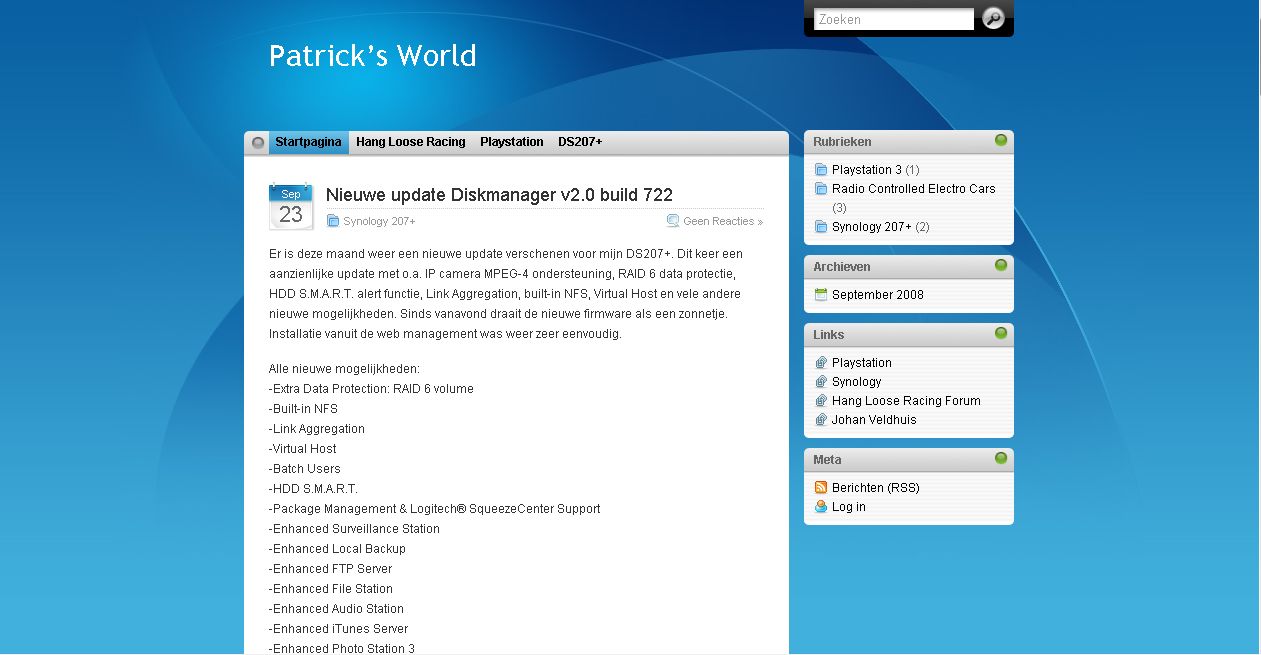 Zoeken
Patrick's World
Startpagina Hang Loose Racing Playstation DS207+
Sep
23
Nieuwe update Diskmanager v2.0 build 722
Synology 207+ Geen Reacties »
Er is deze maand weer een nieuwe update verschenen voor mijn DS207+. Dit keer een
aanzienlijke update met o.a. IP camera MPEG-4 ondersteuning, RAID 6 data protectie,
HDD S.M.A.R.T. alert functie, Link Aggregation, built-in NFS, Virtual Host en vele andere
nieuwe mogelijkheden. Sinds vanavond draait de nieuwe firmware als een zonnetje.
Installatie vanuit de web management was weer zeer eenvoudig.
Alle nieuwe mogelijkheden:
-Extra Data Protection: RAID 6 volume
-Built-in NFS
-Link Aggregation
-Virtual Host
-Batch Users
-HDD S.M.A.R.T.
-Package Management & Logitech® SqueezeCenter Support
-Enhanced Surveillance Station
-Enhanced Local Backup
-Enhanced FTP Server
-Enhanced File Station
-Enhanced Audio Station
-Enhanced iTunes Server
-Enhanced Photo Station 3
Rubrieken
Playstation 3 (1)
Radio Controlled Electro Cars
(3)
Synology 207+ (2)
Archieven
September 2008
Links
Playstation
Synology
Hang Loose Racing Forum
Johan Veldhuis
Meta
Berichten (RSS)
Log in